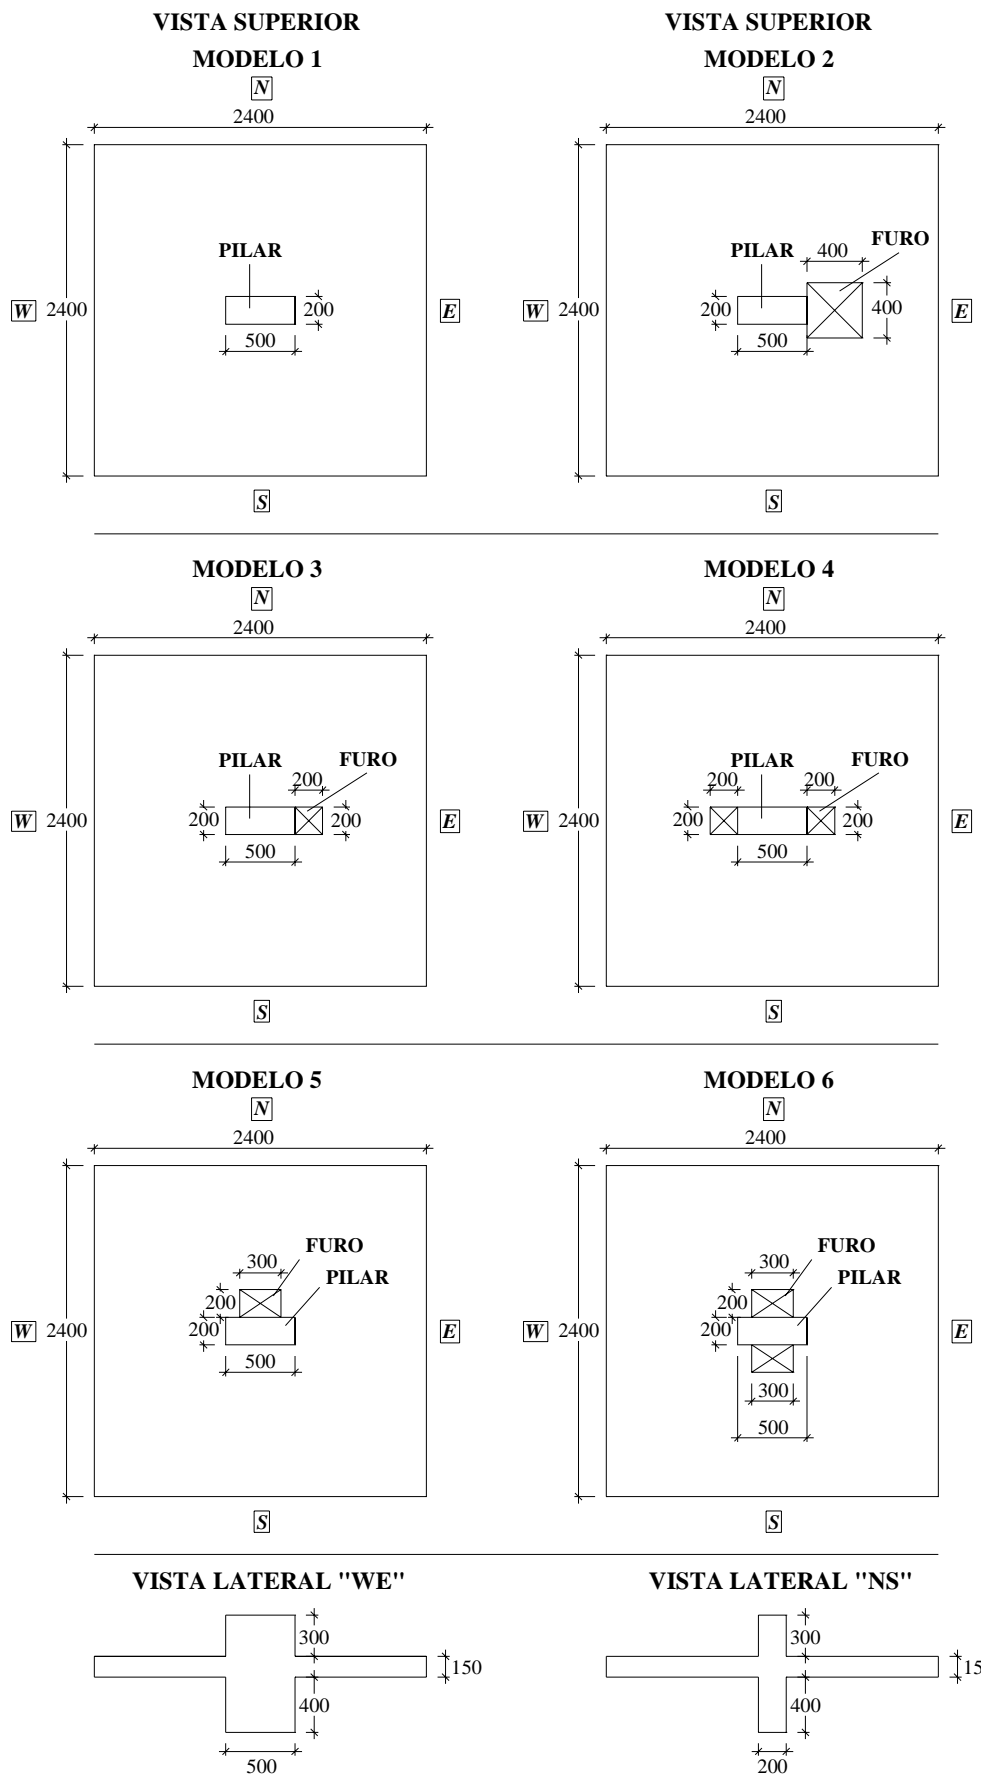 VISTA SUPERIOR
MODELO 1
N
2400
W 2400
PILAR
200
500
E
S
VISTA SUPERIOR
MODELO 2
N
2400
W 2400
PILAR
FURO
400
200
400
500
E
S
MODELO 3
N
2400
W 2400
PILAR
FURO
200
200
200
500
E
S
MODELO 4
N
2400
W 2400
PILAR
FURO
200
200
200
200
500
E
S
MODELO 5
N
2400
W 2400
FURO
300
PILAR
200
200
500
E
S
MODELO 6
N
2400
W 2400
FURO
300
PILAR
200
200
300
500
E
S
VISTA LATERAL "WE"
300
150
400
500
VISTA LATERAL "NS"
300
15
400
200